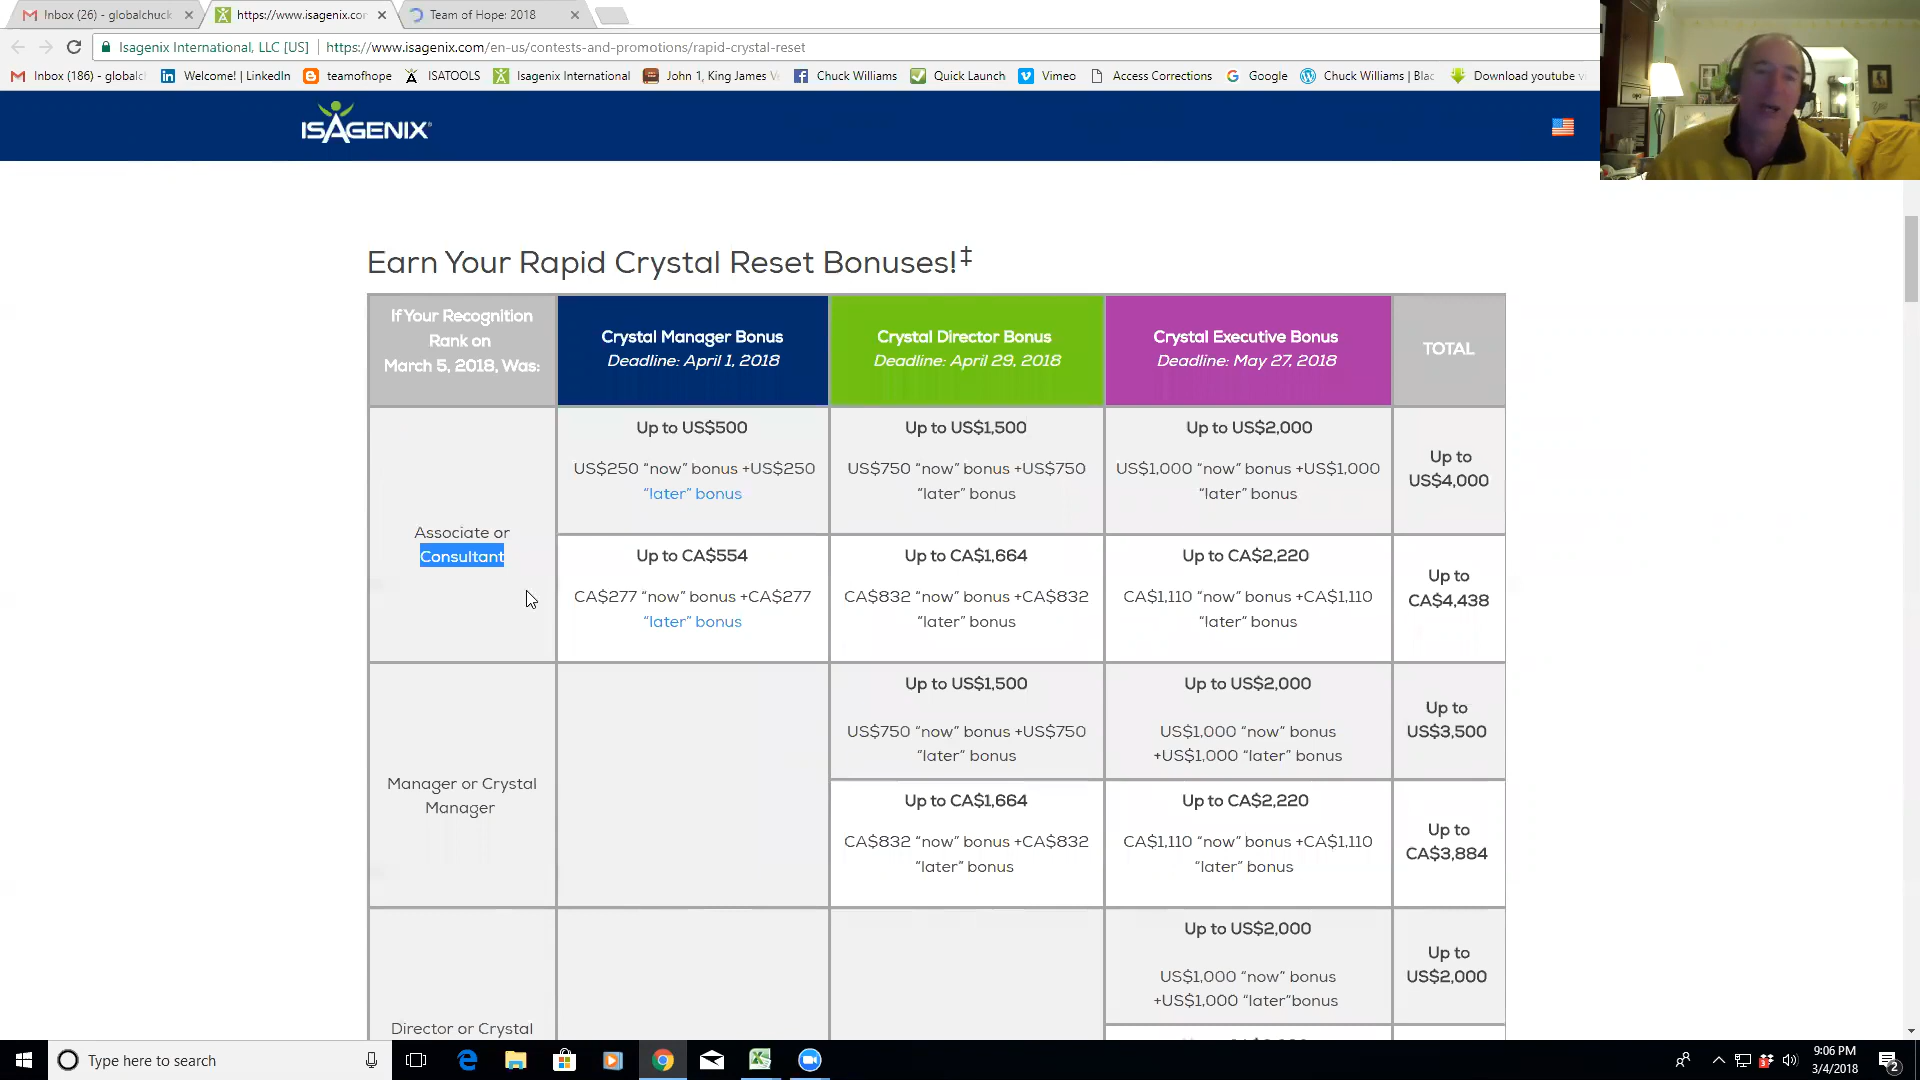 Inbox (26) - globalchuck
https://www.isagenix.cor
Team of Hope: 2018
Isagenix International, LLC [US]
https://www.isagenix.com/en-us/contests-and-promotions/rapid-crystal-reset
Inbox (186) - globalc
Welcome! | LinkedIn
teamofhope
ISATOOLS
Isagenix International
John 1, King James V
Chuck Williams
Quick Launch
Vimeo
Access Corrections
Google
Chuck Williams | Blac
Download youtube v
ISAGENIX
Earn Your Rapid Crystal Reset Bonuses!‡
If Your Recognition
Rank on
March 5, 2018, Was:
Crystal Manager Bonus
Deadline: April 1, 2018
Crystal Director Bonus
Deadline: April 29, 2018
Crystal Executive Bonus
Deadline: May 27, 2018
TOTAL
Associate or
Consultant
Up to US$500
US$250 “now” bonus +US$250
“later” bonus
Up to US$1,500
US$750 “now” bonus +US$750
“later” bonus
Up to US$2,000
US$1,000 “now” bonus +US$1,000
“later” bonus
Up to
US$4,000
Up to CA$554
CA$277 “now” bonus +CA$277
“later” bonus
Up to CA$1,664
CA$832 “now” bonus +CA$832
“later” bonus
Up to CA$2,220
CA$1,110 “now” bonus +CA$1,110
“later” bonus
Up to
CA$4,438
Manager or Crystal
Manager
Up to US$1,500
US$750 “now” bonus +US$750
“later” bonus
Up to US$2,000
US$1,000 “now” bonus
+US$1,000 “later” bonus
Up to
US$3,500
Up to CA$1,664
CA$832 “now” bonus +CA$832
“later” bonus
Up to CA$2,220
CA$1,110 “now” bonus +CA$1,110
“later” bonus
Up to
CA$3,884
Director or Crystal
Up to US$2,000
US$1,000 “now” bonus
+US$1,000 “later”bonus
Up to
US$2,000
Type here to search
9:06 PM
3/4/2018
2